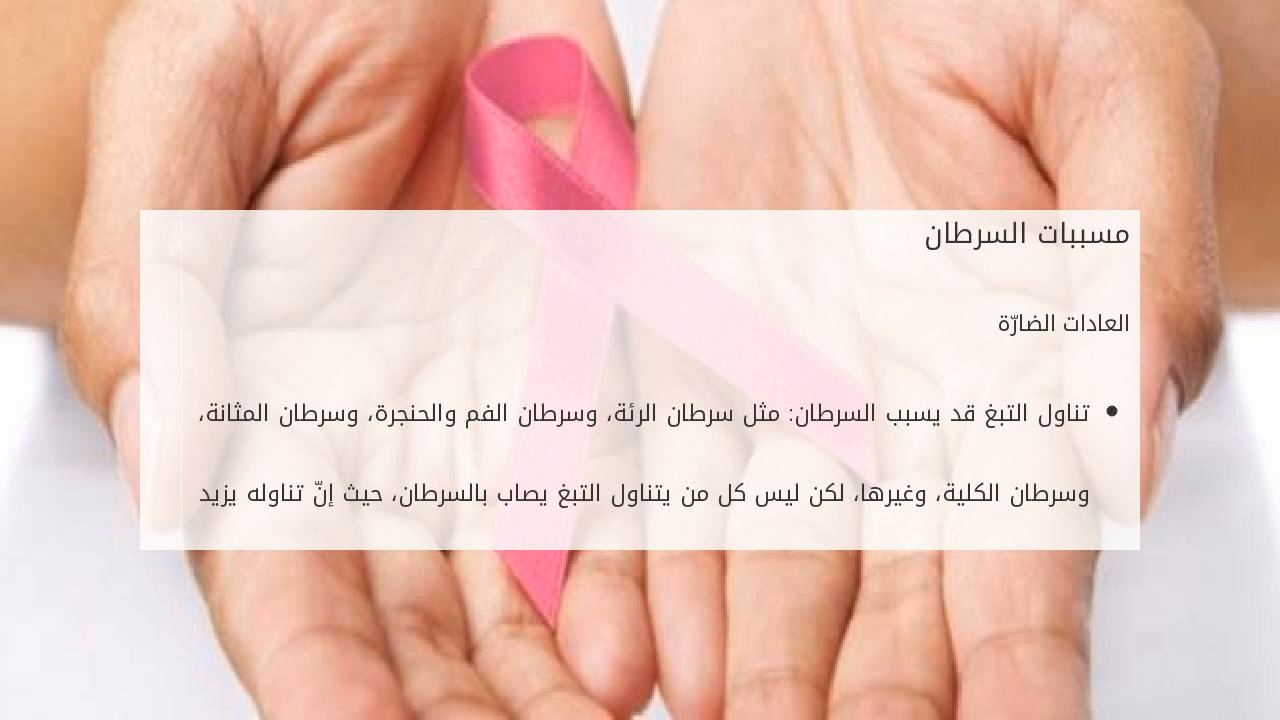 مسببات السرطان
العادات الضارّة
• تناول التبغ قد يسبب السرطان: مثل سرطان الرئة، وسرطان الفم والحنجرة، وسرطان المثانة،
وسرطان الكلية، وغيرها، لكن ليس كل من يتناول التبغ يصاب بالسرطان، حيث إنّ تناوله يزيد